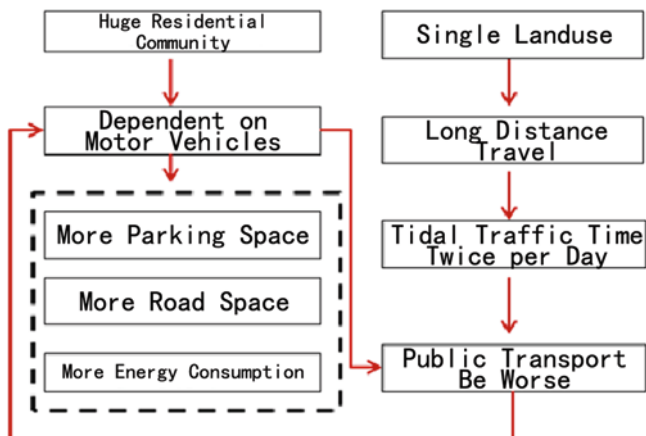 Huge Residential
Community
Dependent on
Motor Vehicles
More Parking Space
More Road Space
More Energy Consumption
Single Landuse
Long Distance
Travel
Tidal Traffic Time
Twice per Day
Public Transport
Be Worse